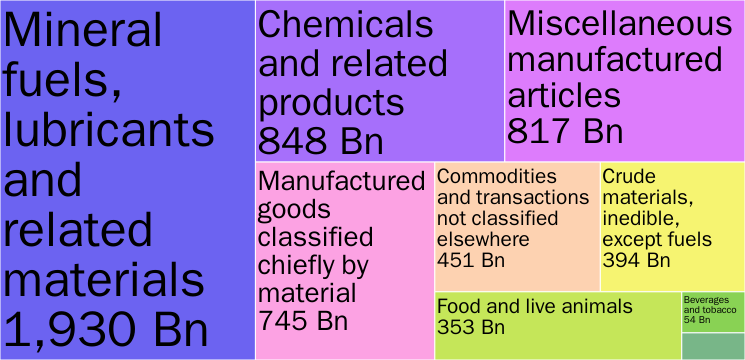 Mineral
fuels,
lubricants
and
related
materials
1,930 Bn
Chemicals
and related
products
848 Bn
Miscellaneous
manufactured
articles
817 Bn
Manufactured
goods
classified
chiefly by
material
745 Bn
Commodities
and transactions
not classified
elsewhere
451 Bn
Crude
materials,
inedible,
except fuels
394 Bn
Food and live animals
353 Bn
Beverages
and tobacco
54 Bn